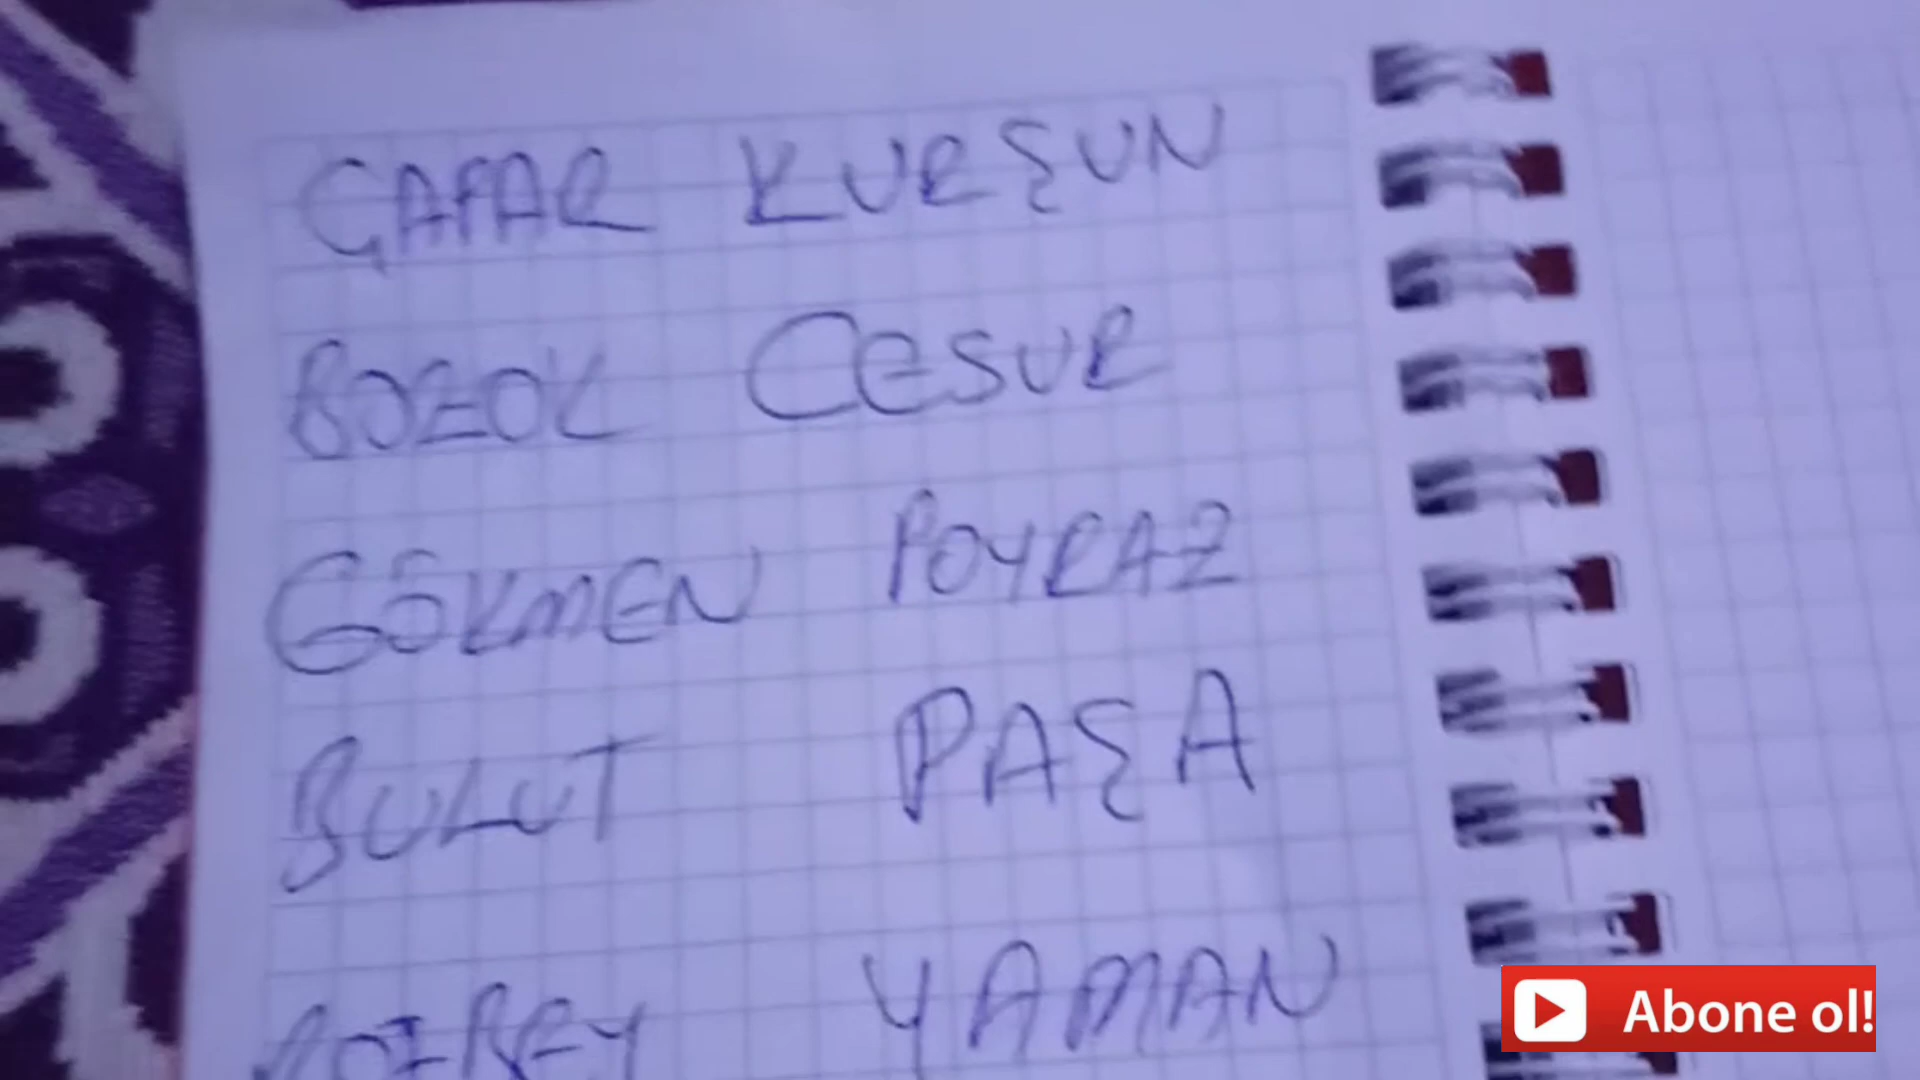 ÇAPAR KURŞUN
BOZOK CESUR
GÖKMEN POYRAZ
BULUT PAŞA
YAMAN
Abone ol!